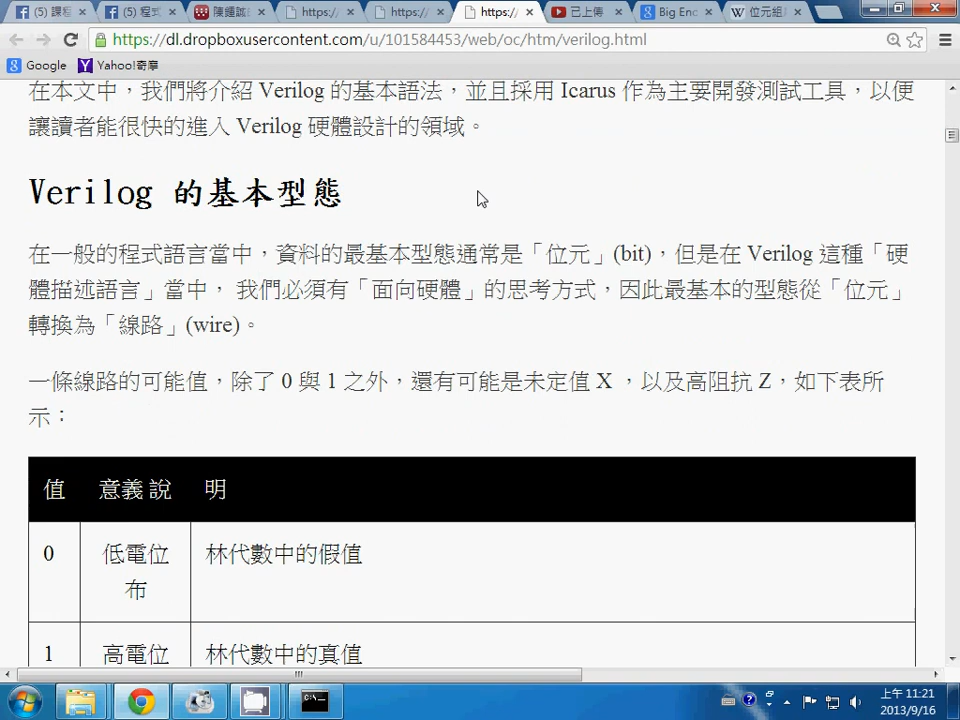 (5) 課程
(5) 程式
陳鍾誠
https:/
https:/
https:/
已上傳
Big Enc
位元組
https://dl.dropboxusercontent.com/u/101584453/web/oc/htm/verilog.html
Google
Yahoo!奇摩
在本文中，我們將介紹 Verilog 的基本語法，並且採用 Icarus 作為主要開發測試工具，以便
讓讀者能很快的進入 Verilog 硬體設計的領域。
Verilog 的基本型態
在一般的程式語言當中，資料的最基本型態通常是「位元」(bit)，但是在 Verilog 這種「硬
體描述語言」當中， 我們必須有「面向硬體」的思考方式，因此最基本的型態從「位元」
轉換為「線路」(wire)。
一條線路的可能值，除了 0 與 1 之外，還有可能是未定值 X ，以及高阻抗 Z，如下表所
示：
值 意義 說 明
0 低電位 林代數中的假值
布
1 高電位 林代數中的真值
上午 11:21
2013/9/16